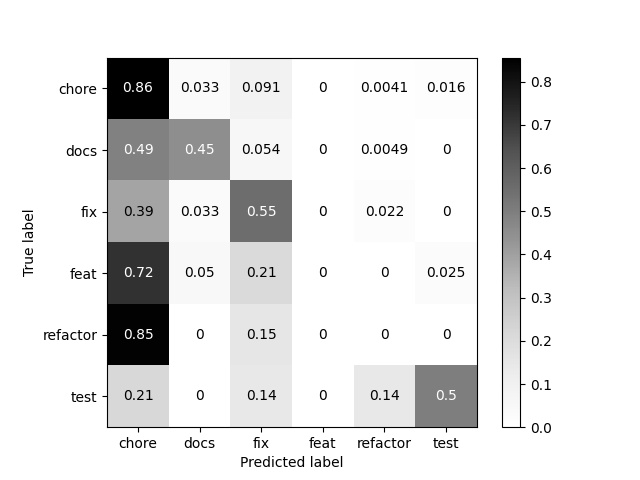 chore 0.86 0.033 0.091 0 0.0041 0.016
docs 0.49 0.45 0.054 0 0.0049 0
fix 0.39 0.033 0.55 0 0.022 0
feat 0.72 0.05 0.21 0 0 0.025
refactor 0.85 0 0.15 0 0 0
test 0.21 0 0.14 0 0.14 0.5
chore docs fix feat refactor test
Predicted label
True label
0.8
0.7
0.6
0.5
0.4
0.3
0.2
0.1
0.0